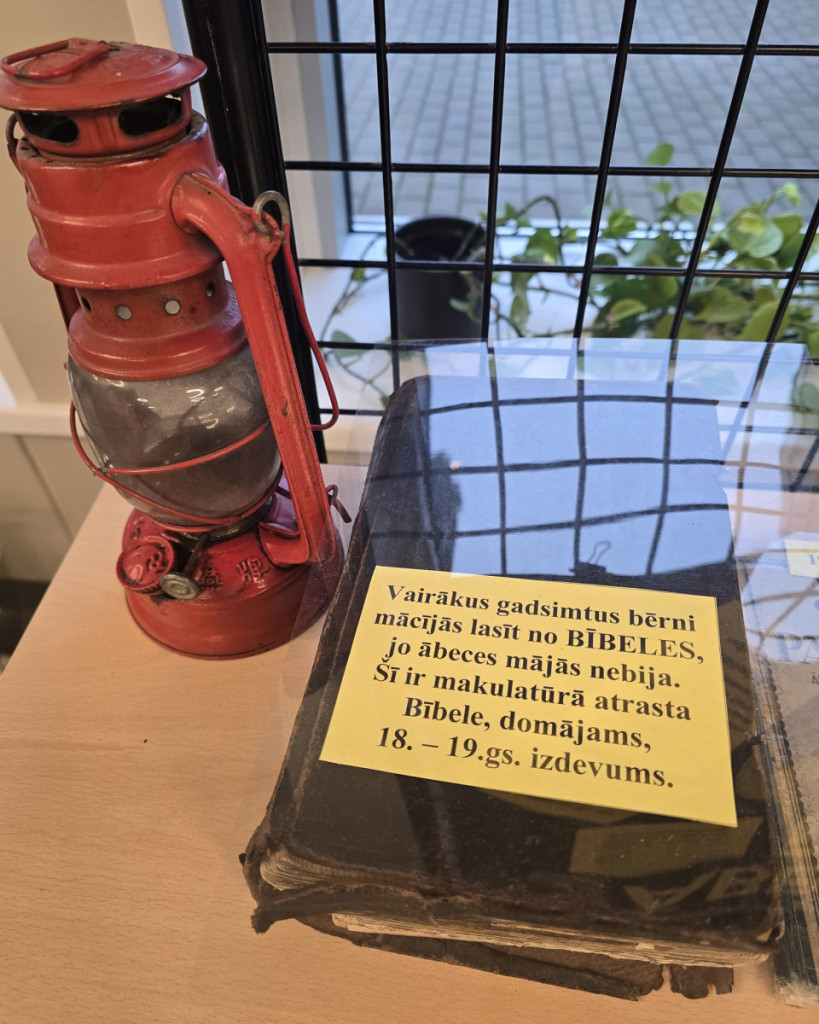 Vairākus gadsimtus bērni
mācījās lasīt no BĪBELES,
jo ābeces mājās nebija.
Šī ir makulatūrā atrasta
Bībele, domājams,
18. – 19.gs. izdevums.